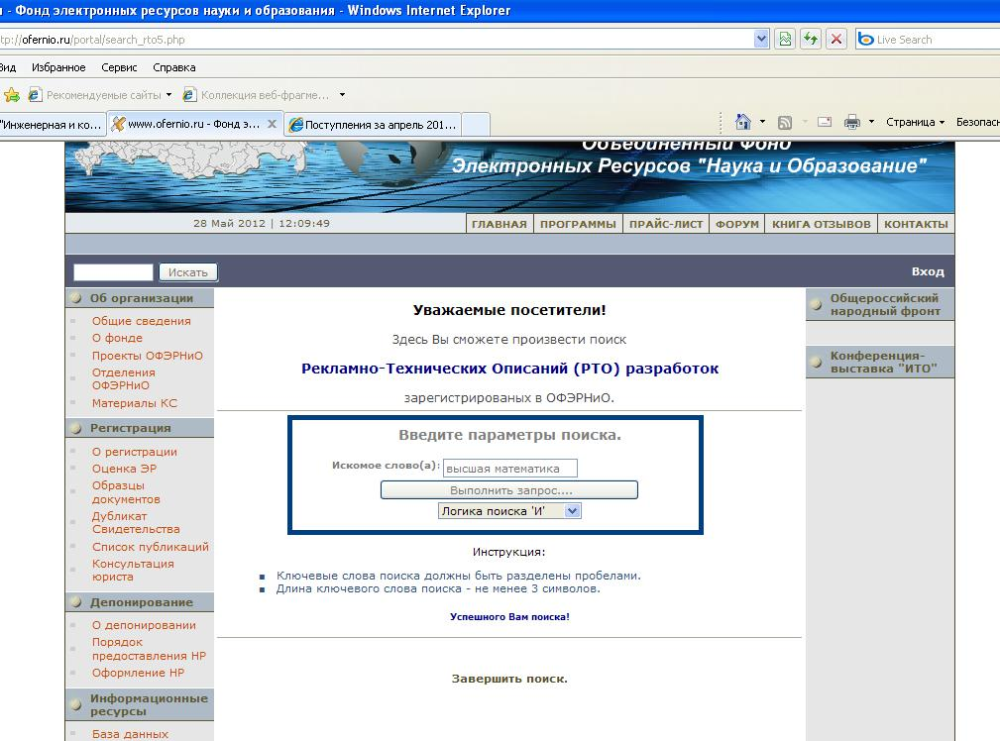 - Фонд электронных ресурсов науки и образования - Windows Internet Explorer
tp://ofernio.ru/portal/search_rto5.php
Live Search
Вид Избранное Сервис Справка
Рекомендуемые сайты Коллекция веб-фрагме...
"Инженерная и ко... www.ofernio.ru - Фонд э... Поступления за апрель 201... Страница Безопасн
Объединенный Фонд
Электронных Ресурсов "Наука и Образование"
28 Май 2012 | 12:09:49
ГЛАВНАЯ ПРОГРАММЫ ПРАЙС-ЛИСТ ФОРУМ КНИГА ОТЗЫВОВ КОНТАКТЫ
Искать
Вход
Об организации
Общие сведения
О фонде
Проекты ОФЭРНиО
Отделения
ОФЭРНиО
Материалы КС
Регистрация
О регистрации
Оценка ЭР
Образцы
документов
Дубликат
Свидетельства
Список публикаций
Консультация
юриста
Депонирование
О депонировании
Порядок
предоставления НР
Оформление НР
Информационные
ресурсы
База данных
Уважаемые посетители!
Здесь Вы сможете произвести поиск
Рекламно-Технических Описаний (РТО) разработок
зарегистрированых в ОФЭРНиО.
Введите параметры поиска.
Искомое слово(а): высшая математика
Выполнить запрос....
Логика поиска 'И'
Инструкция:
Ключевые слова поиска должны быть разделены пробелами.
Длина ключевого слова поиска - не менее 3 символов.
Успешного Вам поиска!
Завершить поиск.
Общероссийский
народный фронт
Конференция-
выставка "ИТО"